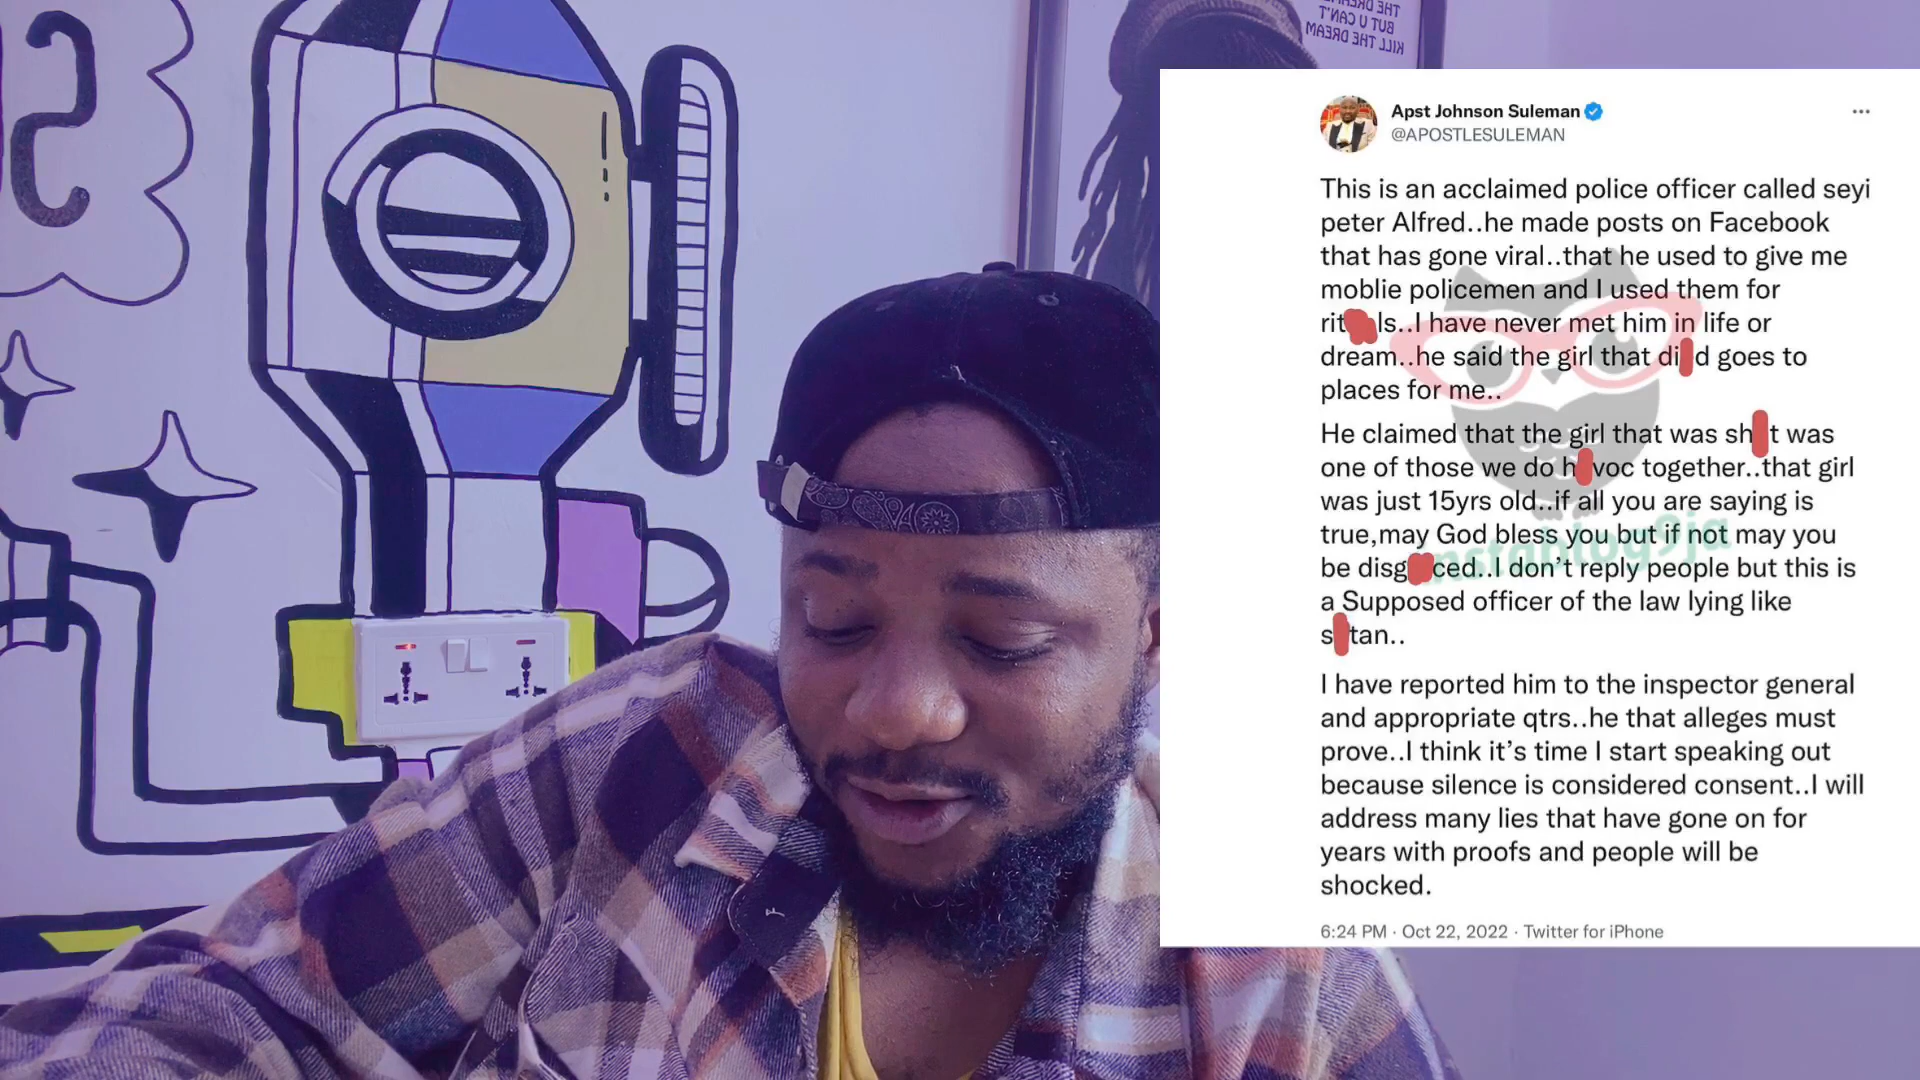 THE DREAME
BUT U CAN'T
KILL THE DREAM
S
Apst Johnson Suleman
@APOSTLESULEMAN
This is an acclaimed police officer called seyi
peter Alfred..he made posts on Facebook
that has gone viral..that he used to give me
moblie policemen and I used them for
rit ls..I have never met him in life or
dream..he said the girl that di d goes to
places for me..
He claimed that the girl that was sh t was
one of those we do h voc together..that girl
was just 15yrs old..if all you are saying is
true,may God bless you but if not may you
be disg ced..I don't reply people but this is
a Supposed officer of the law lying like
s tan..
I have reported him to the inspector general
and appropriate qtrs..he that alleges must
prove..I think it's time I start speaking out
because silence is considered consent..I will
address many lies that have gone on for
years with proofs and people will be
shocked.
6:24 PM · Oct 22, 2022 · Twitter for iPhone
instablog9ja